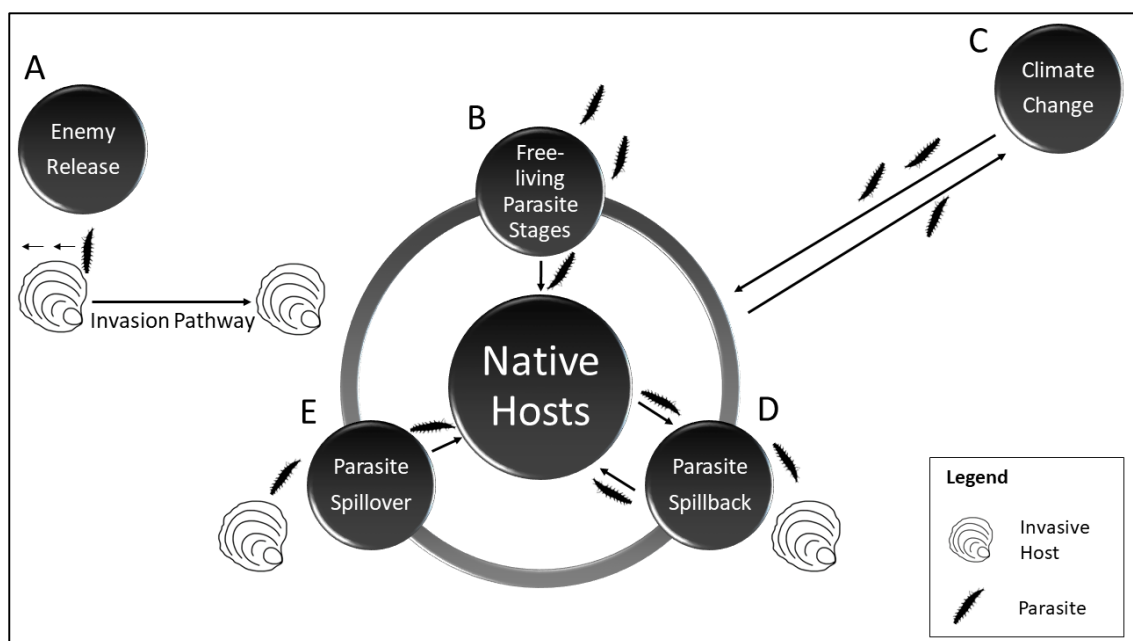 A
Enemy
Release
Invasion Pathway
B
Free-
living
Parasite
Stages
C
Climate
Change
Native
Hosts
D
Parasite
Spillback
E
Parasite
Spillover
Legend
Invasive
Host
Parasite